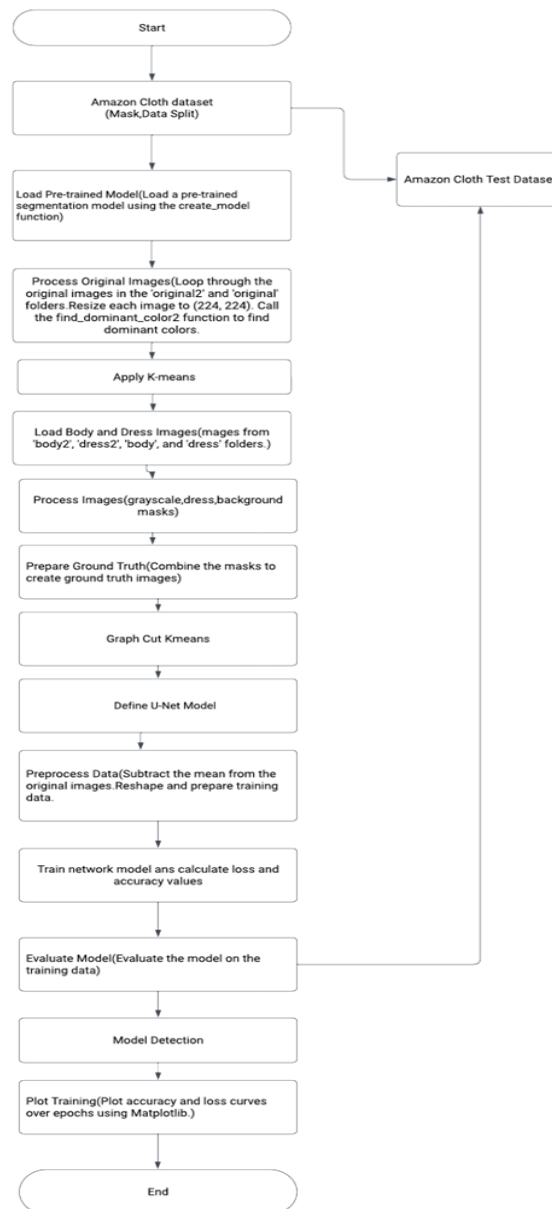 Start
Amazon Cloth dataset
(Mask,Data Split)
Amazon Cloth Test Datase
Load Pre-trained Model(Load a pre-trained
segmentation model using the create_model
function)
Process Original Images(Loop through the
original images in the 'original2' and 'original'
folders.Resize each image to (224, 224). Call
the find_dominant_color2 function to find
dominant colors.
Apply K-means
Load Body and Dress Images(mages from
'body2', 'dress2', 'body', and 'dress' folders.)
Process Images(grayscale,dress,background
masks)
Prepare Ground Truth(Combine the masks to
create ground truth images)
Graph Cut Kmeans
Define U-Net Model
Preprocess Data(Subtract the mean from the
original images.Reshape and prepare training
data.
Train network model ans calculate loss and
accuracy values
Evaluate Model(Evaluate the model on the
training data)
Model Detection
Plot Training(Plot accuracy and loss curves
over epochs using Matplotlib.)
End